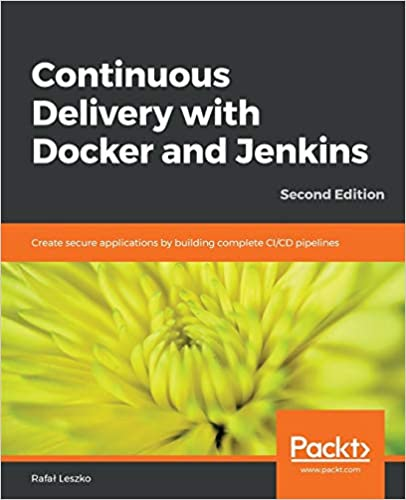 Continuous
Delivery with
Docker and Jenkins
Second Edition
Create secure applications by building complete CI/CD pipelines
Packt>
www.packt.com
Rafał Leszko